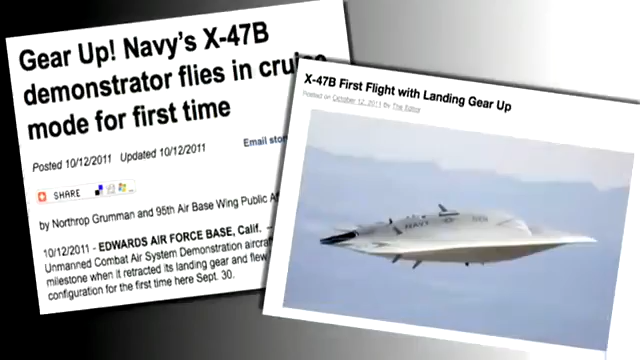 Gear Up! Navy's X-47B
demonstrator flies in cruise
mode for first time
Posted 10/12/2011 Updated 10/12/2011
Email
SHARE
by Northrop Grumman and 95th Air Base Wing Public
10/12/2011 - EDWARDS AIR FORCE BASE, Calif. –
Unmanned Combat Air System Demonstration
milestone when it retracted its landing gear and flew
configuration for the first time here Sept. 30.
X-47B First Flight with Landing Gear Up
Posted on October 12, 2011 by The Editor
NAVY